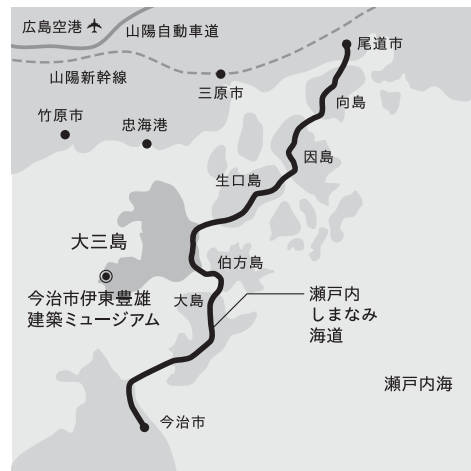 広島空港
山陽自動車道
尾道市
山陽新幹線
三原市
向島
竹原市
忠海港
因島
生口島
大三島
伯方島
今治市伊東豊雄
建築ミュージアム
大島
瀬戸内
しまなみ
海道
瀬戸内海
今治市